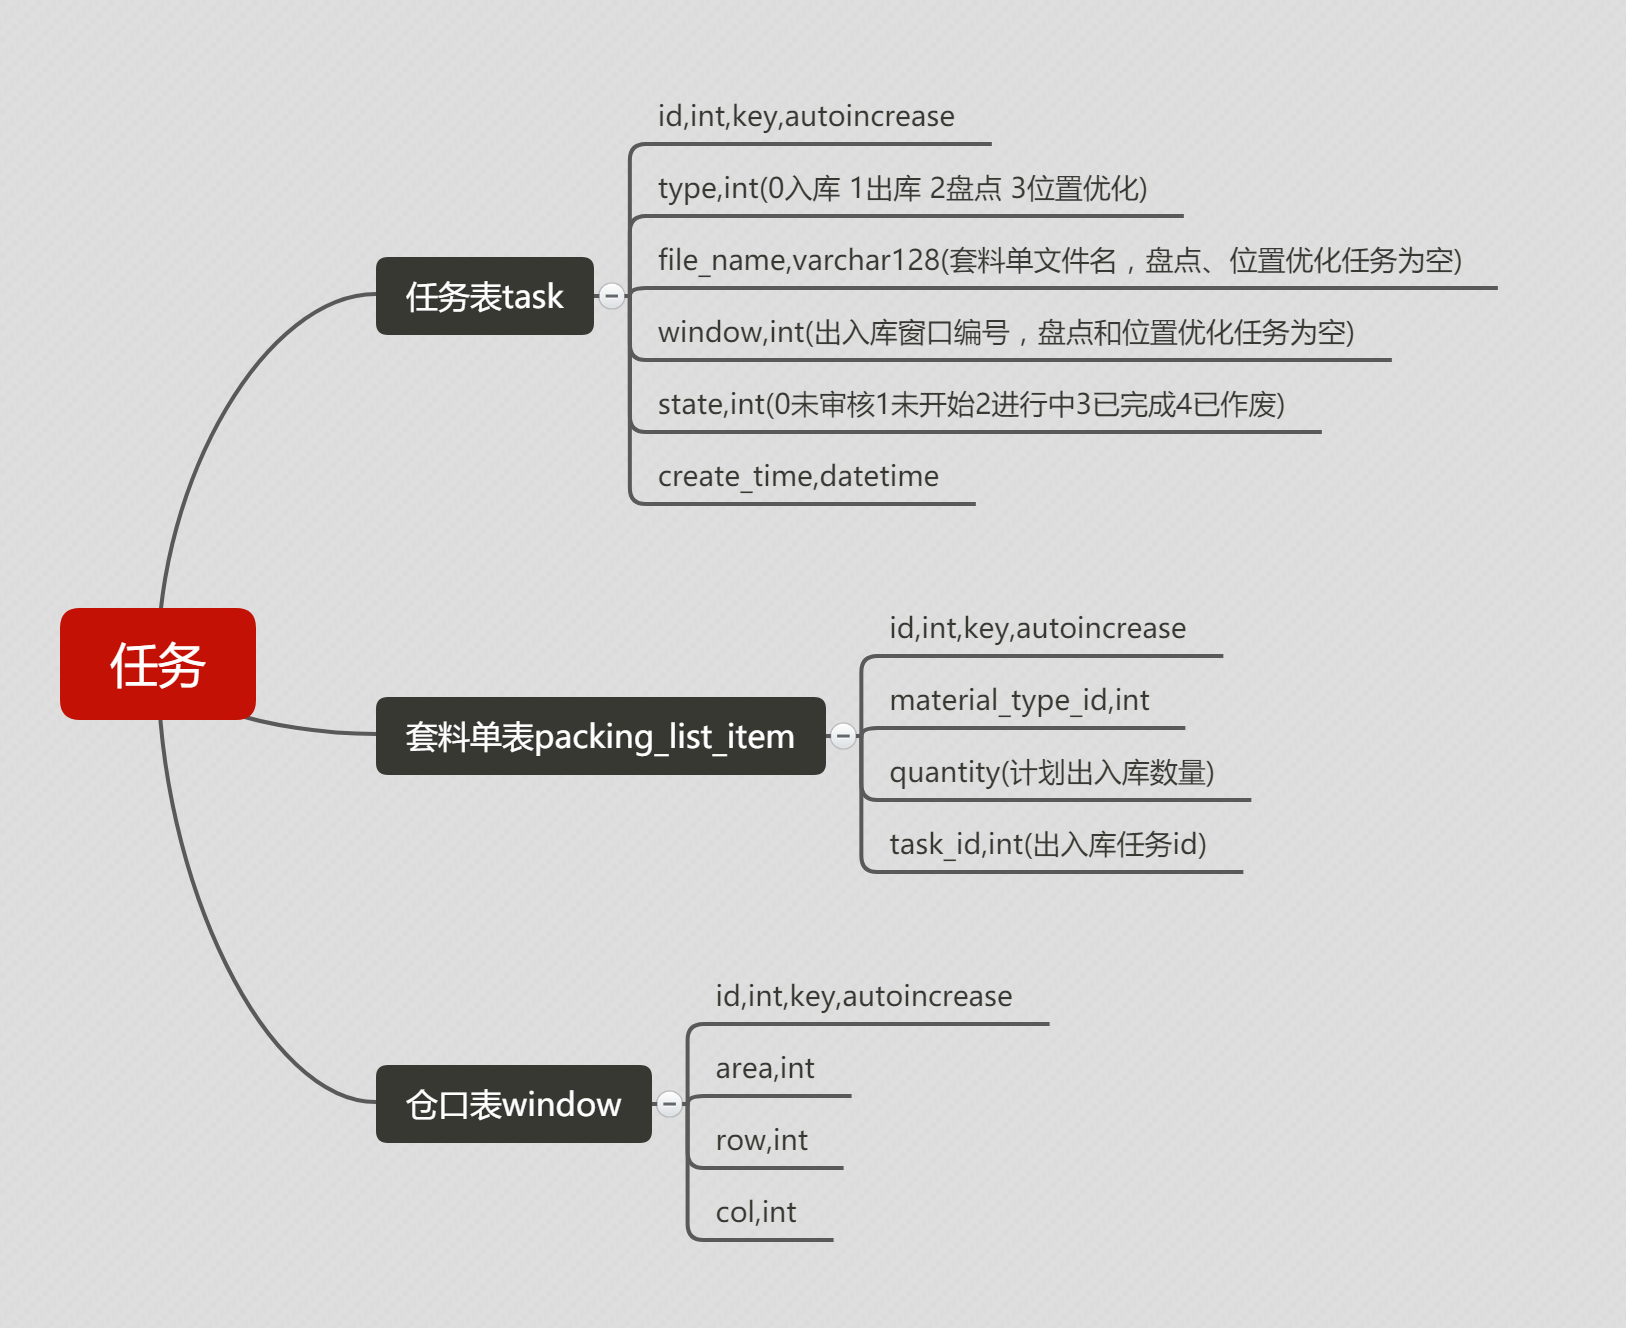 任务
任务表task
id,int,key,autoincrease
type,int(0入库 1出库 2盘点 3位置优化)
file_name,varchar128(套料单文件名，盘点、位置优化任务为空)
window,int(出入库窗口编号，盘点和位置优化任务为空)
state,int(0未审核1未开始2进行中3已完成4已作废)
create_time,datetime
套料单表packing_list_item
id,int,key,autoincrease
material_type_id,int
quantity(计划出入库数量)
task_id,int(出入库任务id)
仓口表window
id,int,key,autoincrease
area,int
row,int
col,int